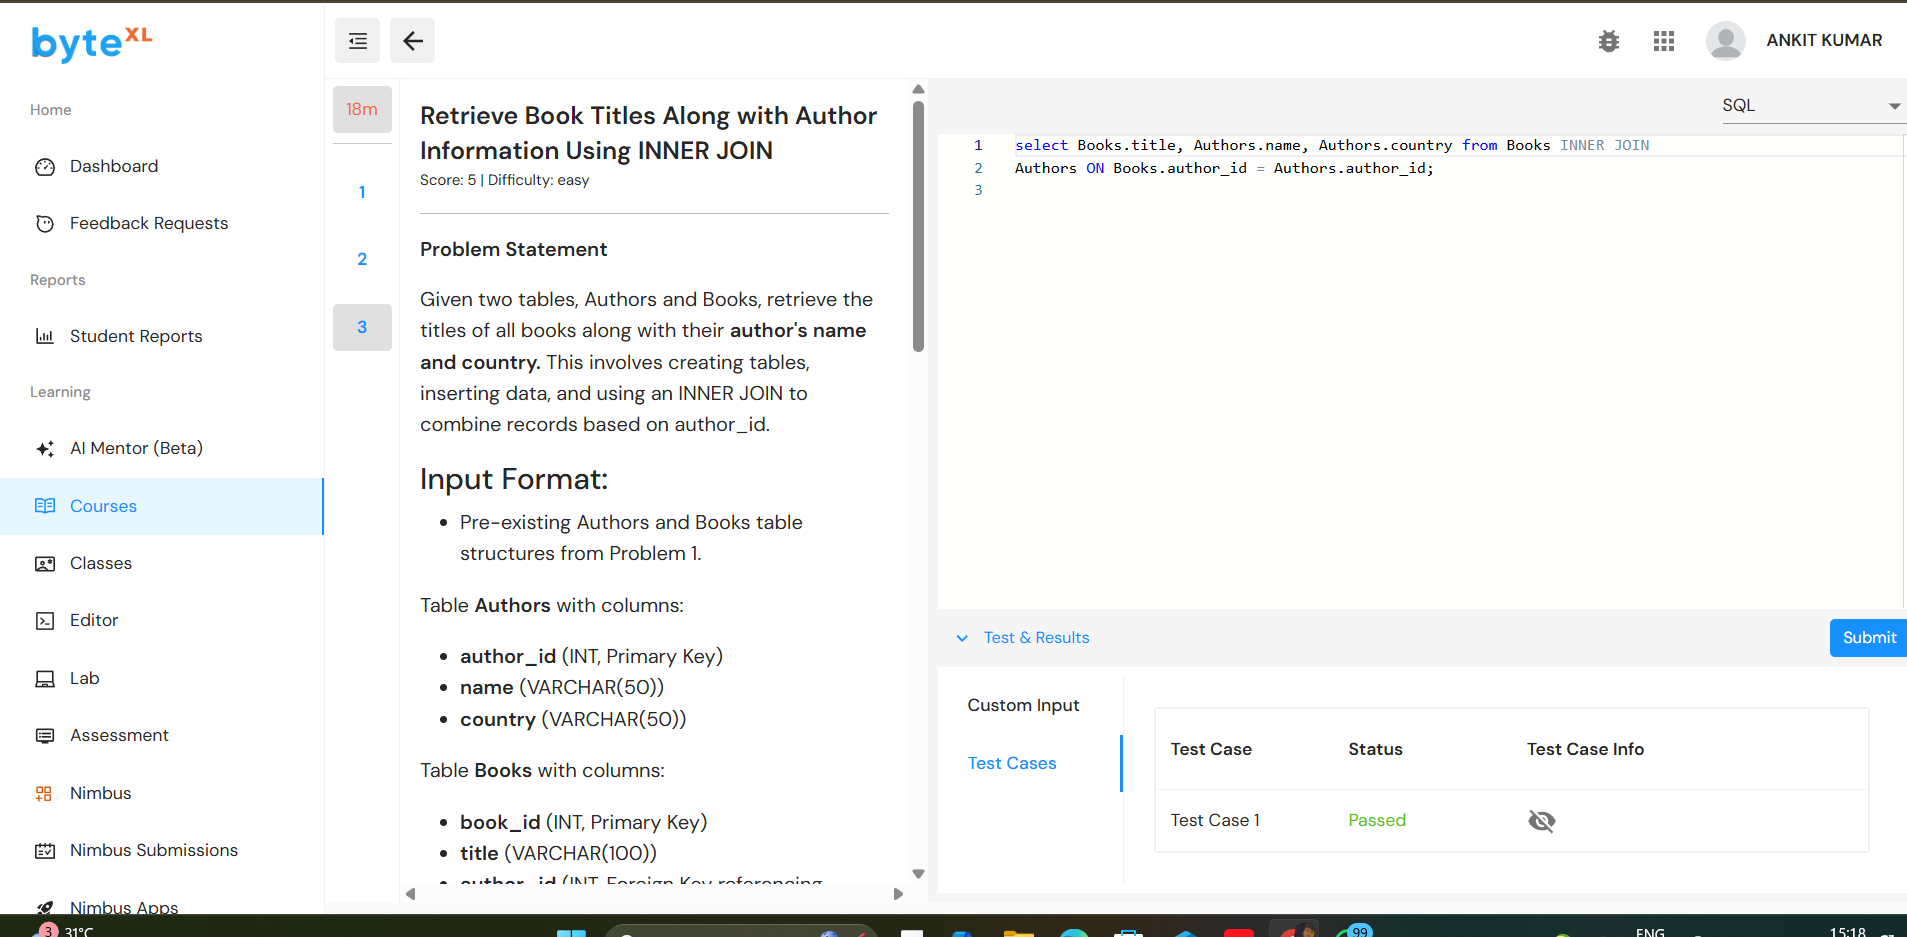 byteXL
ANKIT KUMAR
Home
Dashboard
Feedback Requests
Reports
Student Reports
Learning
AI Mentor (Beta)
Courses
Classes
Editor
Lab
Assessment
Nimbus
Nimbus Submissions
Nimbus Apps
18m
1
2
3
Retrieve Book Titles Along with Author
Information Using INNER JOIN
Score: 5 | Difficulty: easy
Problem Statement
Given two tables, Authors and Books, retrieve the
titles of all books along with their author's name
and country. This involves creating tables,
inserting data, and using an INNER JOIN to
combine records based on author_id.
Input Format:
Pre-existing Authors and Books table
structures from Problem 1.
Table Authors with columns:
author_id (INT, Primary Key)
name (VARCHAR(50))
country (VARCHAR(50))
Table Books with columns:
book_id (INT, Primary Key)
title (VARCHAR(100))
author_id (INT, Foreign Key referencing
SQL
1 select Books.title, Authors.name, Authors.country from Books INNER JOIN
2 Authors ON Books.author_id = Authors.author_id;
3
Test & Results
Submit
Custom Input
Test Cases
Test Case Status Test Case Info
Test Case 1 Passed
3
31°C
99
ENG
15:18